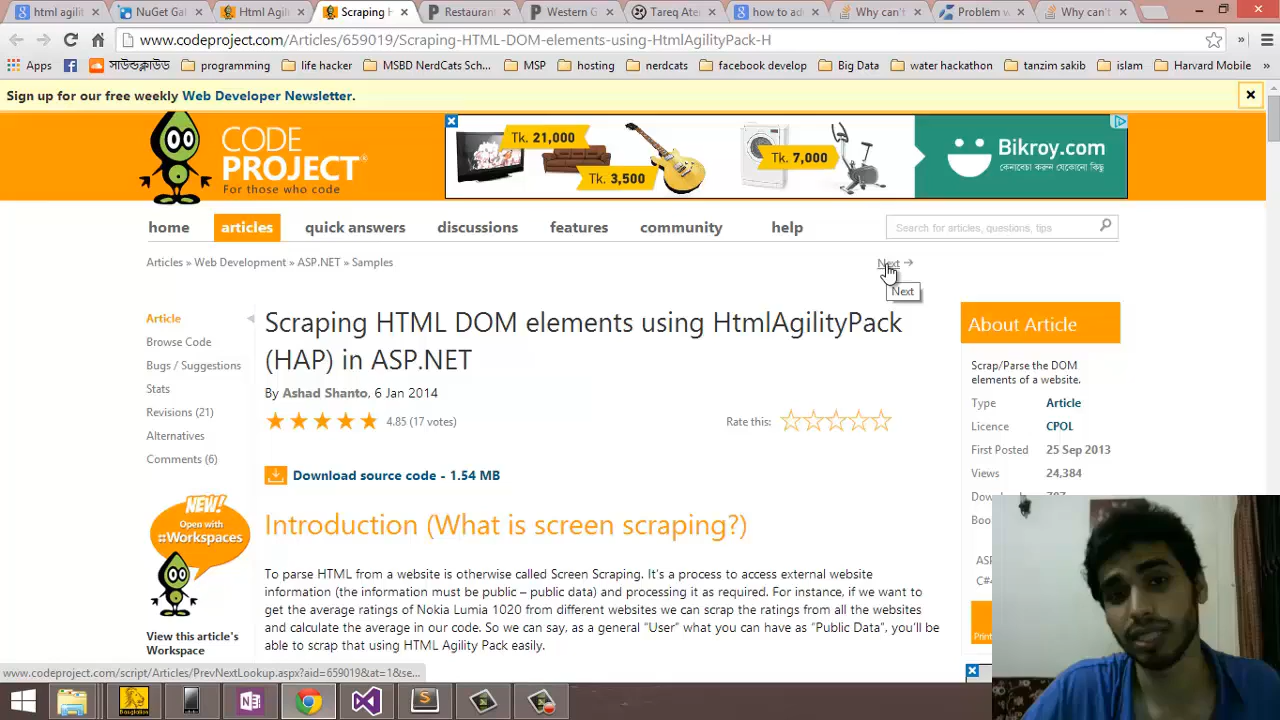 html agilit
NuGet Gal
Html Agili
Scraping H
Restauran
Western G
Tareq Ate
how to ad
Why can't
Problem w
Why can't
www.codeproject.com/Articles/659019/Scraping-HTML-DOM-elements-using-HtmlAgilityPack-H
Apps
সাউন্ডক্লাউড
programming
life hacker
MSBD NerdCats Sch...
MSP
hosting
nerdcats
facebook develop
Big Data
water hackathon
tanzim sakib
islam
Harvard Mobile
Sign up for our free weekly Web Developer Newsletter.
CODE
PROJECT®
For those who code
Tk. 21,000
Tk. 3,500
Tk. 7,000
Bikroy.com
কেনাবেচা করুন যেকোনো কিছু
home
articles
quick answers
discussions
features
community
help
Search for articles, questions, tips
Articles » Web Development » ASP.NET » Samples
Next →
Next
Article
Browse Code
Bugs / Suggestions
Stats
Revisions (21)
Alternatives
Comments (6)
NEW!
Open with
::Workspaces
View this article's
Workspace
Scraping HTML DOM elements using HtmlAgilityPack
(HAP) in ASP.NET
By Ashad Shanto, 6 Jan 2014
4.85 (17 votes)
Rate this:
Download source code - 1.54 MB
Introduction (What is screen scraping?)
To parse HTML from a website is otherwise called Screen Scraping. It's a process to access external website
information (the information must be public – public data) and processing it as required. For instance, if we want to
get the average ratings of Nokia Lumia 1020 from different websites we can scrap the ratings from all the websites
and calculate the average in our code. So we can say, as a general "User" what you can have as "Public Data", you'll be
able to scrap that using HTML Agility Pack easily.
About Article
Scrap/Parse the DOM
elements of a website.
Type Article
Licence CPOL
First Posted 25 Sep 2013
Views 24,384
Boo
ASP
C#
Print
www.codeproject.com/script/Articles/PrevNextLookup.aspx?aid=659019&at=1&se...